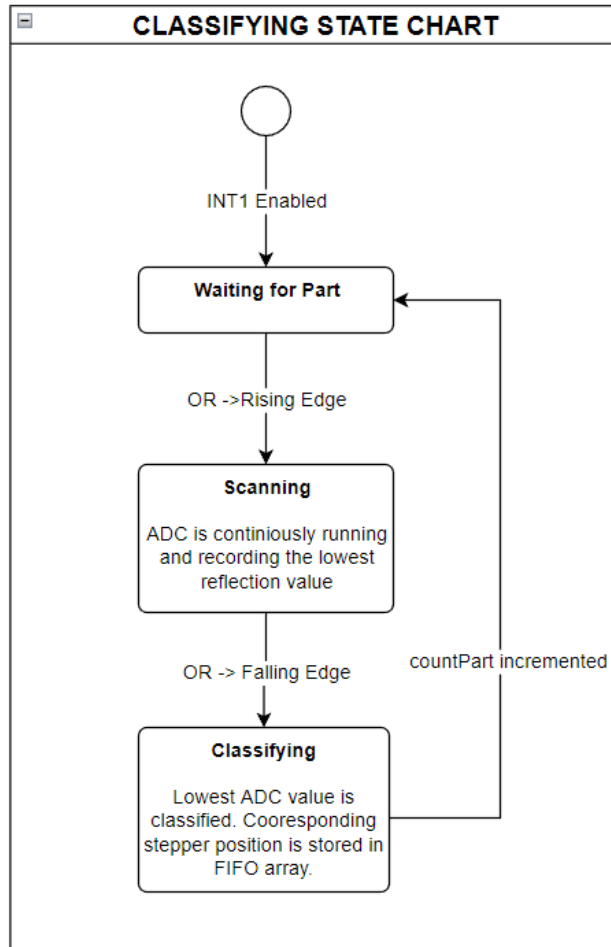 CLASSIFYING STATE CHART
INT1 Enabled
Waiting for Part
OR ->Rising Edge
Scanning
ADC is continiously running
and recording the lowest
reflection value
OR -> Falling Edge
countPart incremented
Classifying
Lowest ADC value is
classified. Cooresponding
stepper position is stored in
FIFO array.